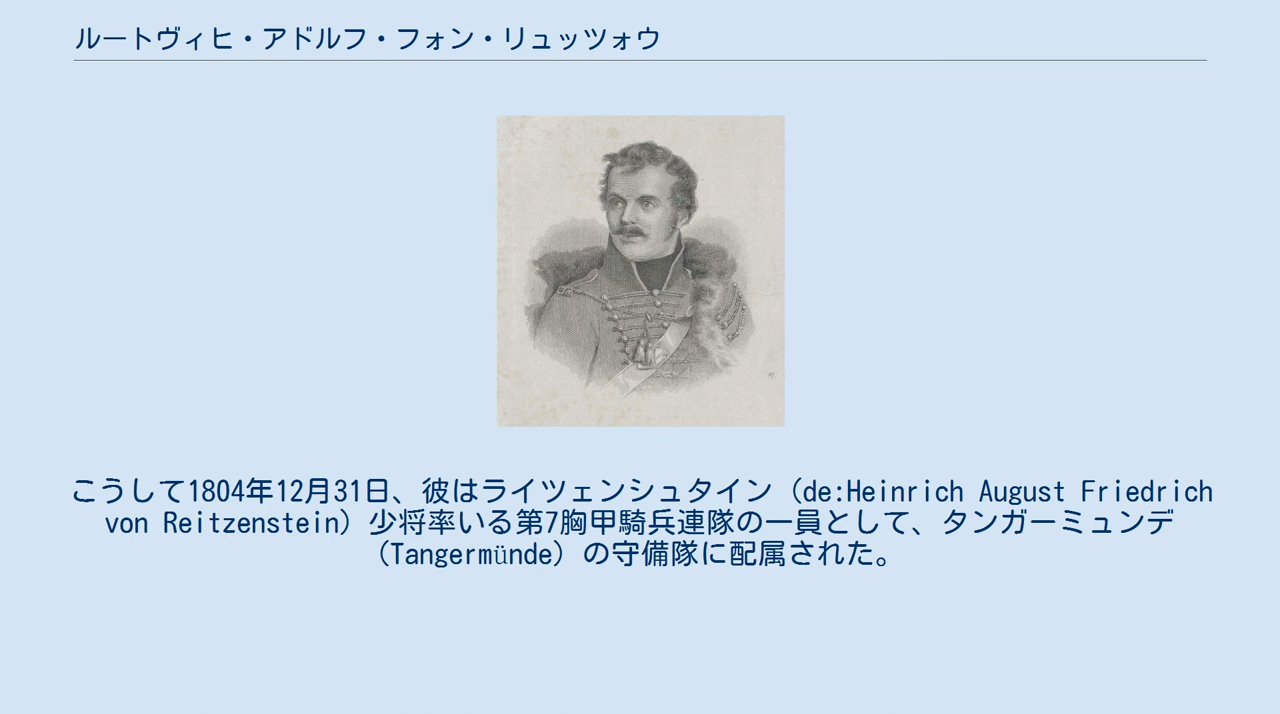 ルートヴィヒ・アドルフ・フォン・リュッツォウ
こうして1804年12月31日、彼はライツェンシュタイン（de:Heinrich August Friedrich
von Reitzenstein）少将率いる第7胸甲騎兵連隊の一員として、タンガーミュンデ
（Tangermünde）の守備隊に配属された。